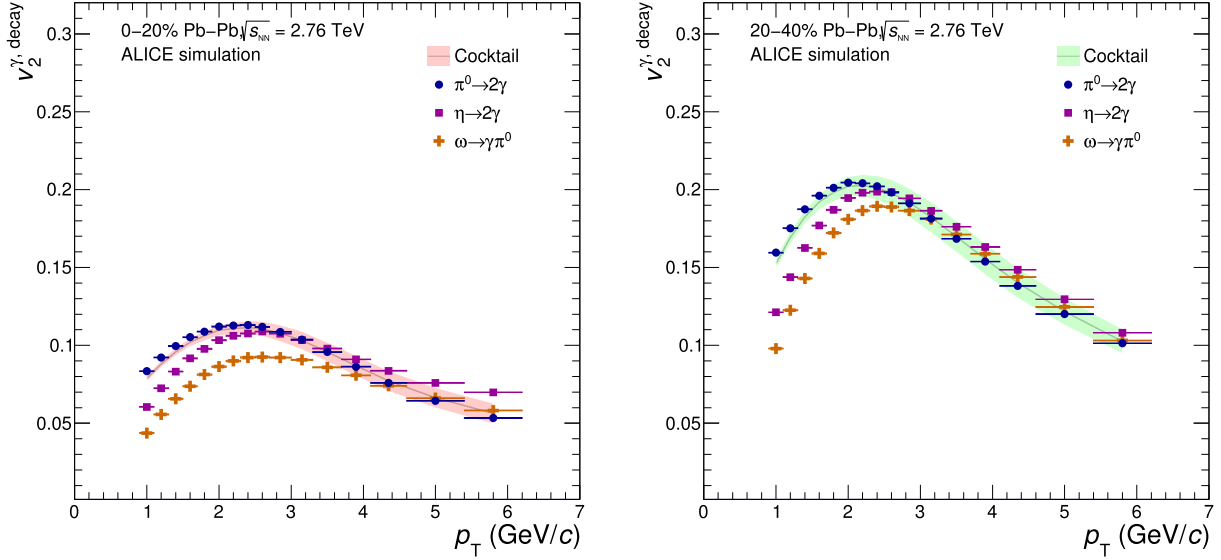 0–20% Pb–Pb, √s_NN = 2.76 TeV
ALICE simulation
Cocktail
π⁰→2γ
η→2γ
ω→γπ⁰
v₂^γ, decay
0.3
0.25
0.2
0.15
0.1
0.05
0 1 2 3 4 5 6 7
p_T (GeV/c)
20–40% Pb–Pb, √s_NN = 2.76 TeV
ALICE simulation
Cocktail
π⁰→2γ
η→2γ
ω→γπ⁰
v₂^γ, decay
0.3
0.25
0.2
0.15
0.1
0.05
0 1 2 3 4 5 6 7
p_T (GeV/c)